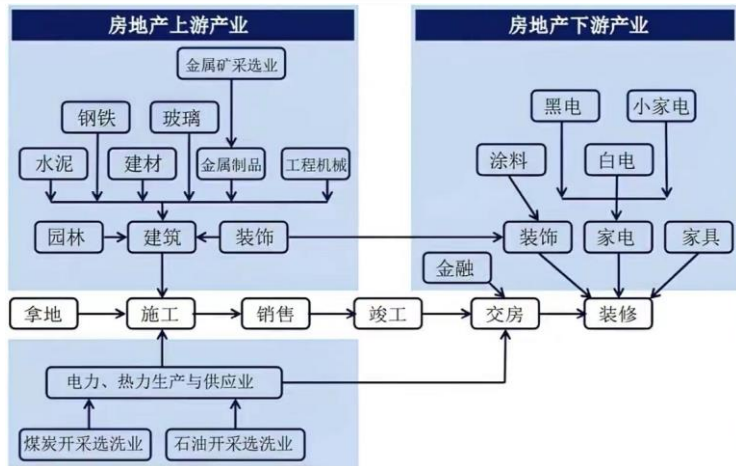 房地产上游产业
房地产下游产业
金属矿采选业
钢铁
玻璃
黑电
小家电
水泥
建材
金属制品
工程机械
涂料
白电
园林
建筑
装饰
装饰
家电
家具
金融
拿地
施工
销售
竣工
交房
装修
电力、热力生产与供应业
煤炭开采选洗业
石油开采选洗业